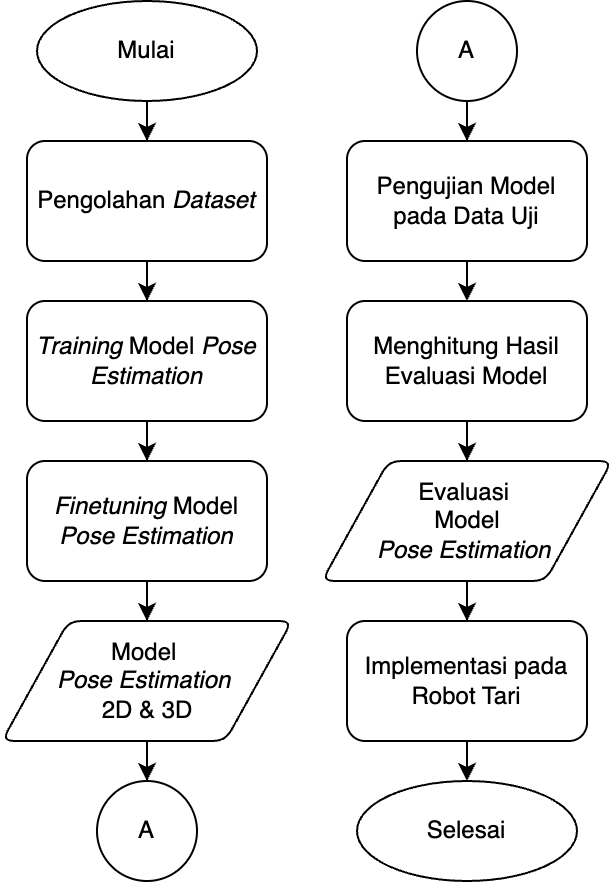 Mulai
Pengolahan Dataset
Training Model Pose
Estimation
Finetuning Model
Pose Estimation
Model
Pose Estimation
2D & 3D
A
A
Pengujian Model
pada Data Uji
Menghitung Hasil
Evaluasi Model
Evaluasi
Model
Pose Estimation
Implementasi pada
Robot Tari
Selesai